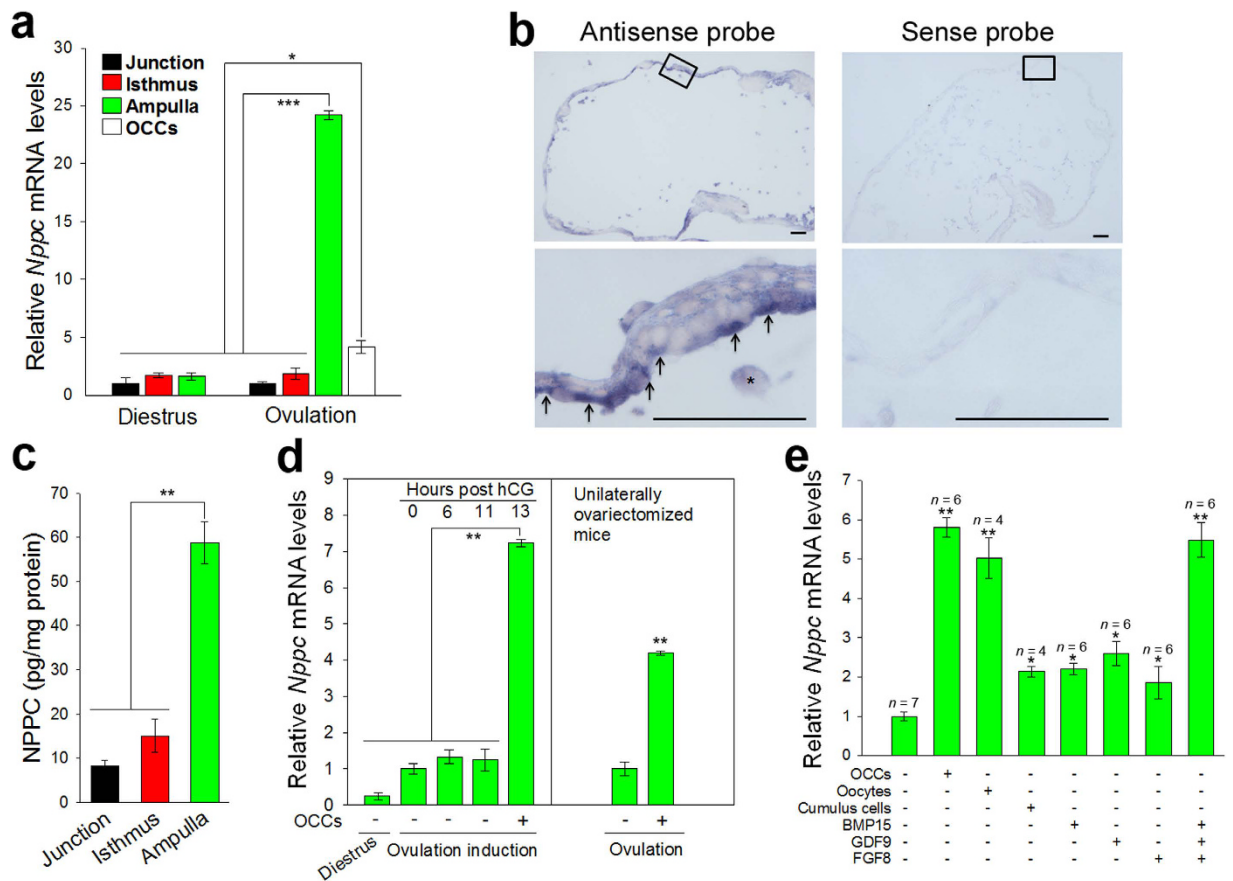 a
Relative Nppc mRNA levels
30
25
20
15
10
5
0
Junction
Isthmus
Ampulla
OCCs
*
***
Diestrus
Ovulation
b
Antisense probe
Sense probe
*
c
NPPC (pg/mg protein)
70
60
50
40
30
20
10
0
**
Junction
Isthmus
Ampulla
d
Relative Nppc mRNA levels
9
8
7
6
5
4
3
2
1
0
Hours post hCG
0 6 11 13
**
Unilaterally
ovariectomized
mice
**
OCCs - - - - + - +
Diestrus
Ovulation induction
Ovulation
e
Relative Nppc mRNA levels
7
6
5
4
3
2
1
0
n = 7
n = 6
**
n = 4
**
n = 4
*
n = 6
*
n = 6
*
n = 6
*
n = 6
**
OCCs - + - - - - - -
Oocytes - - + - - - - -
Cumulus cells - - - + - - - -
BMP15 - - - - + - - +
GDF9 - - - - - + - +
FGF8 - - - - - - + +